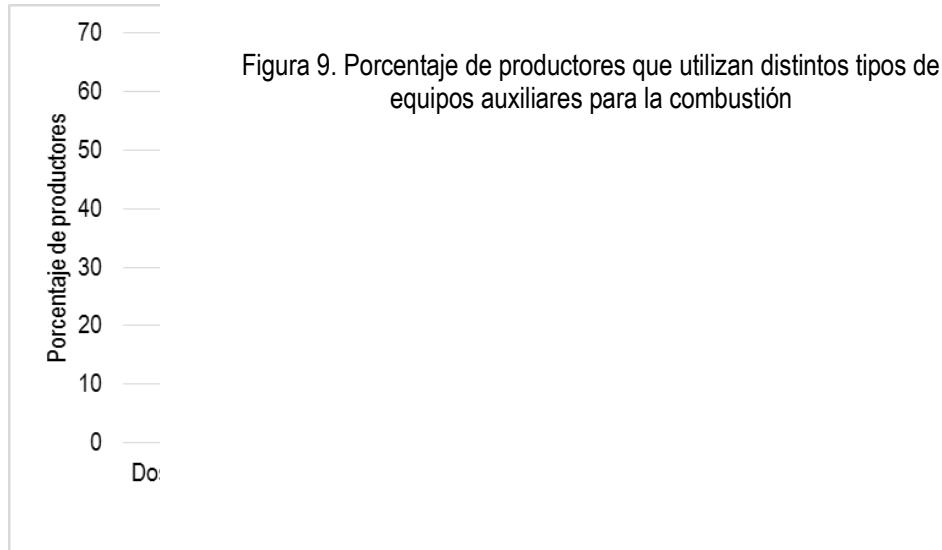 Figura 9. Porcentaje de productores que utilizan distintos tipos de
equipos auxiliares para la combustión
Porcentaje de productores
70
60
50
40
30
20
10
0